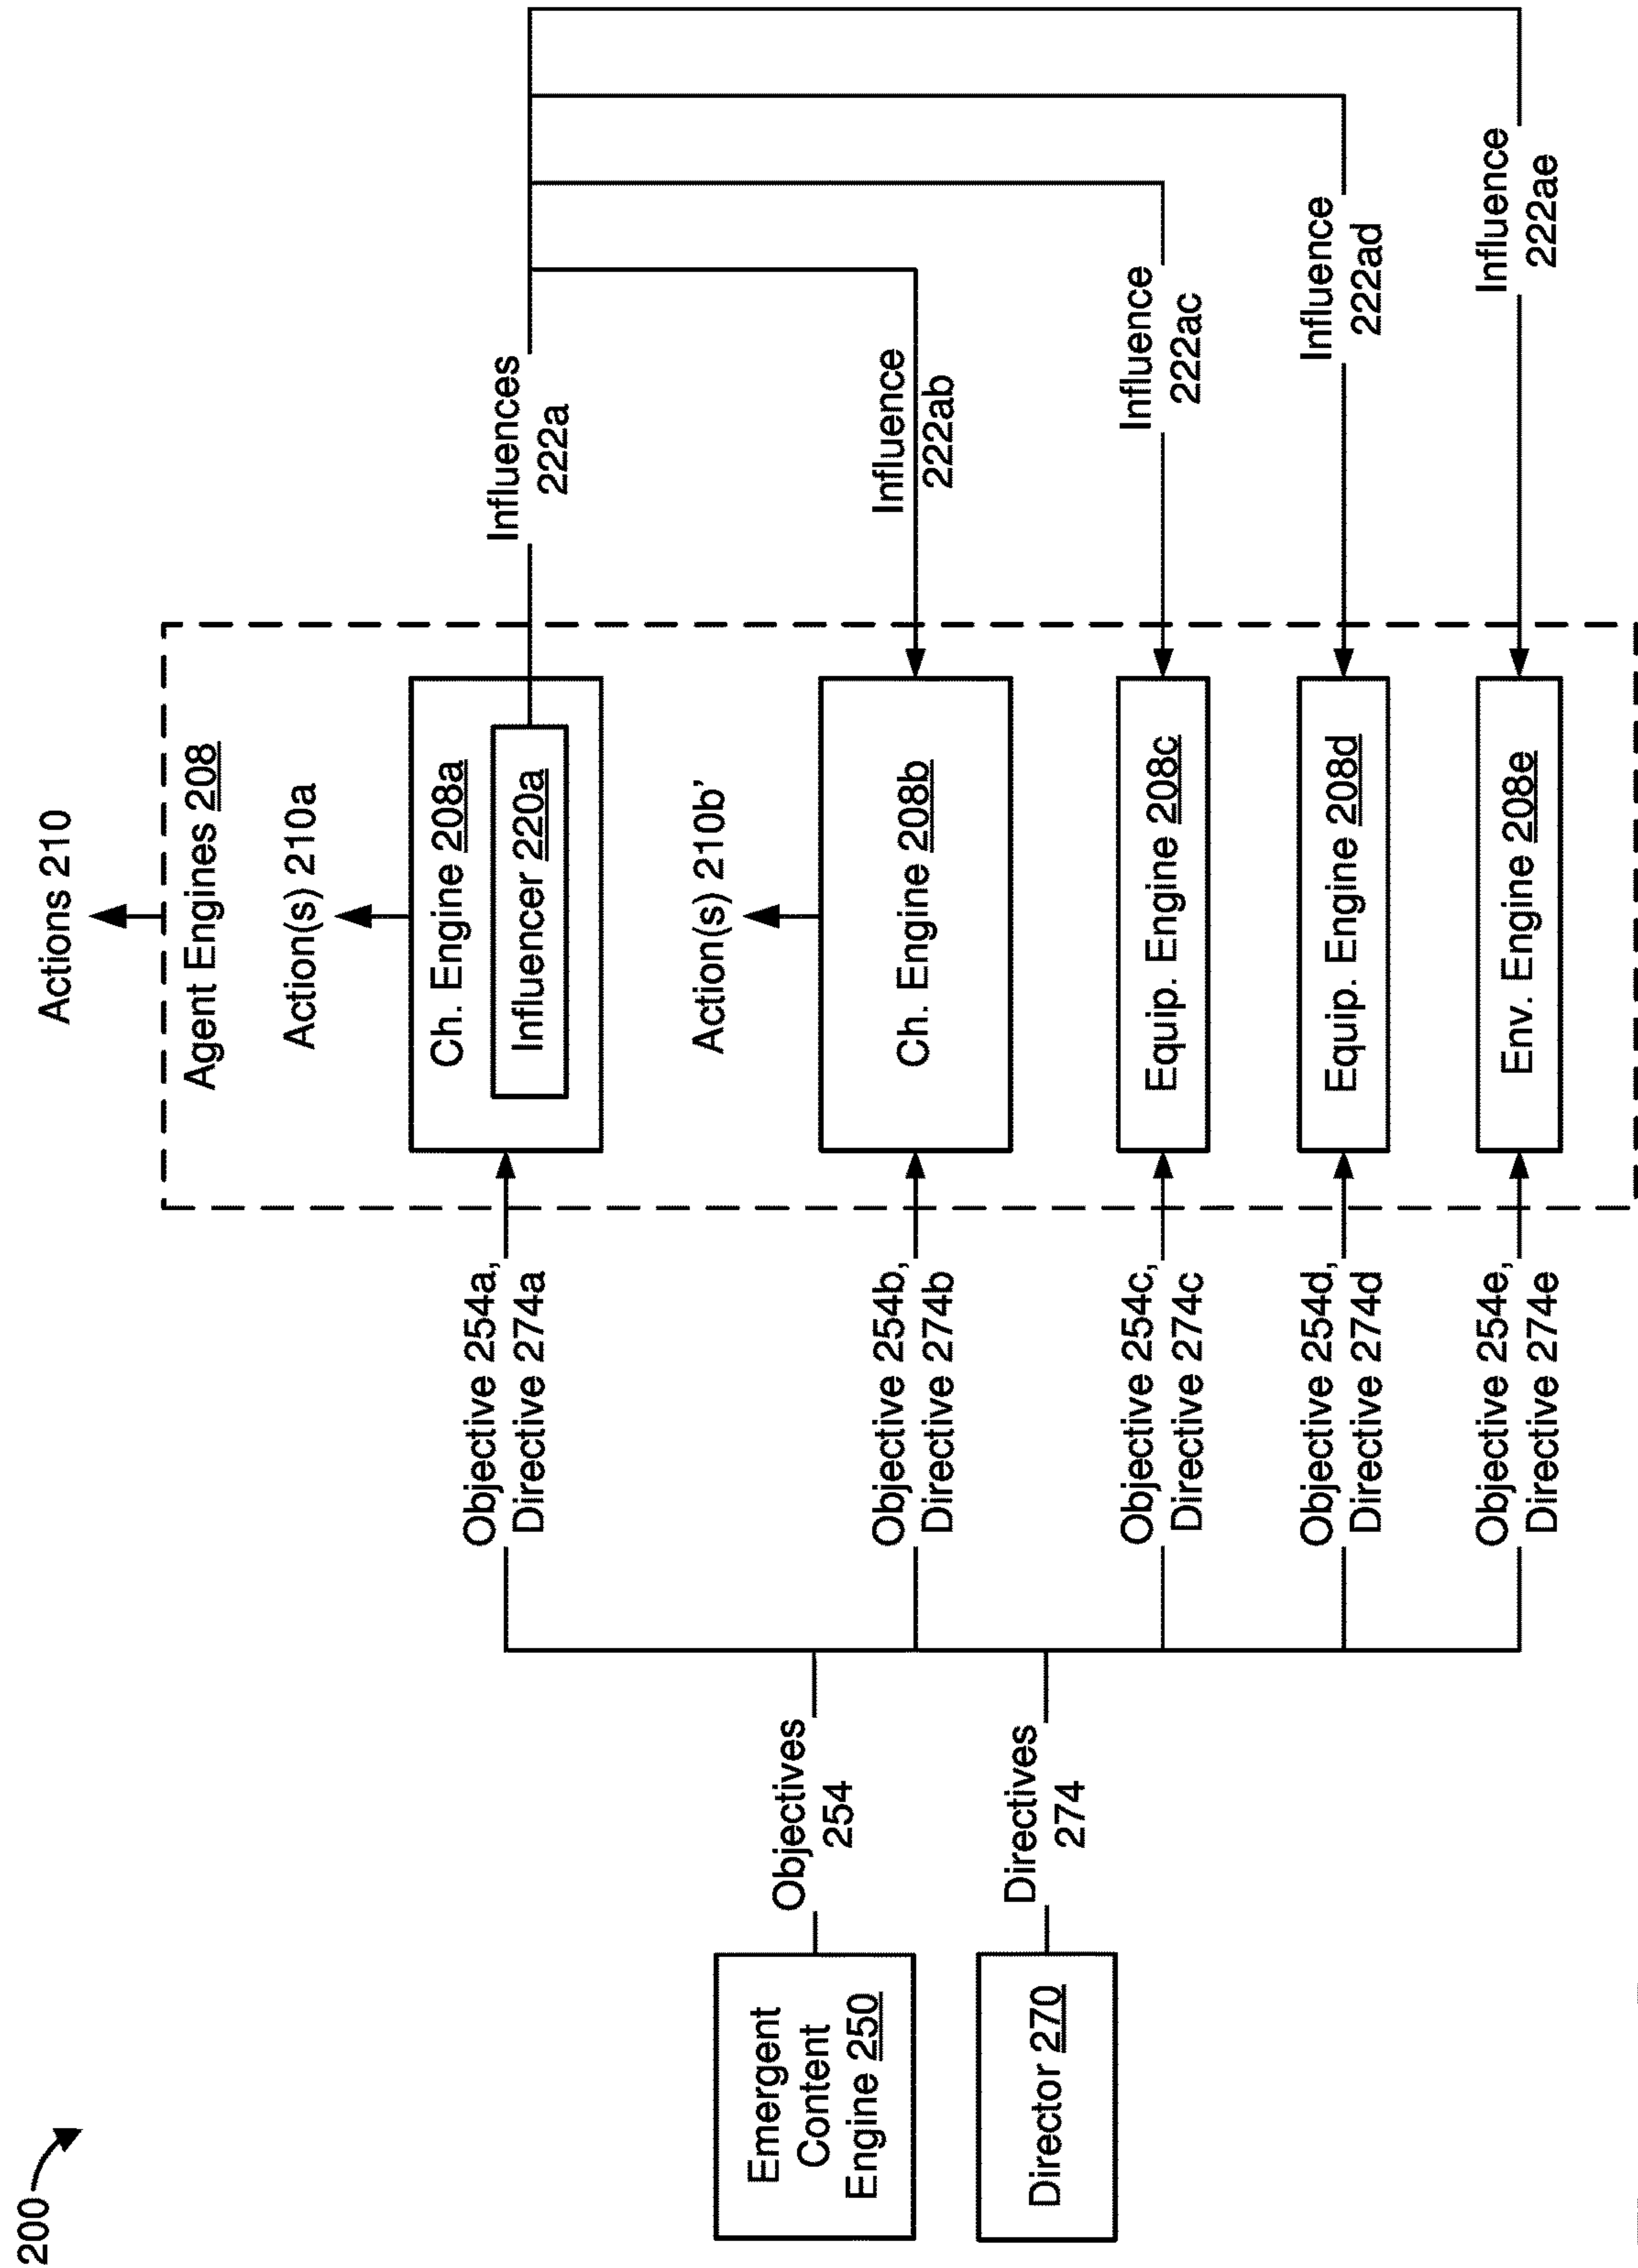 200
Actions 210
Agent Engines 208
Action(s) 210a
Ch. Engine 208a
Influencer 220a
Influences
222a
Objective 254a,
Directive 274a
Action(s) 210b’
Ch. Engine 208b
Influence
222ab
Objective 254b,
Directive 274b
Emergent
Content
Engine 250
Objectives
254
Director 270
Directives
274
Objective 254c,
Directive 274c
Equip. Engine 208c
Influence
222ac
Objective 254d,
Directive 274d
Equip. Engine 208d
Influence
222ad
Objective 254e,
Directive 274e
Env. Engine 208e
Influence
222ae